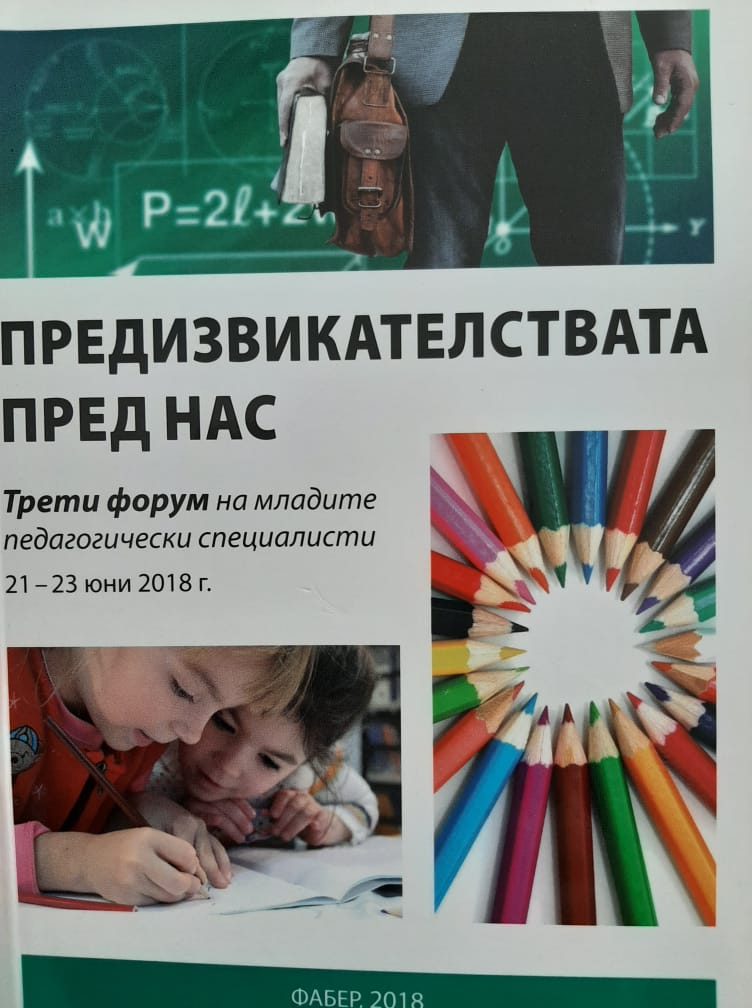 a x b
W
P=2ℓ+2
Y
ПРЕДИЗВИКАТЕЛСТВАТА
ПРЕД НАС
Трети форум на младите
педагогически специалисти
21 – 23 юни 2018 г.
ФАБЕР, 2018